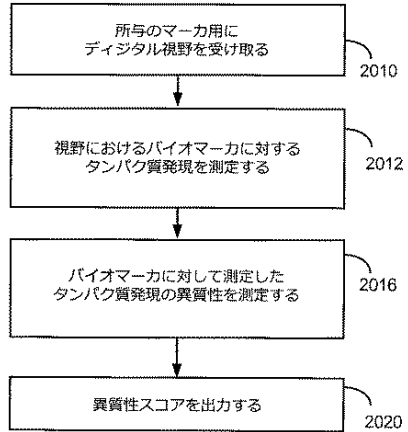 所与のマーカ用に
ディジタル視野を受け取る
2010
視野におけるバイオマーカに対する
タンパク質発現を測定する
2012
バイオマーカに対して測定した
タンパク質発現の異質性を測定する
2016
異質性スコアを出力する
2020